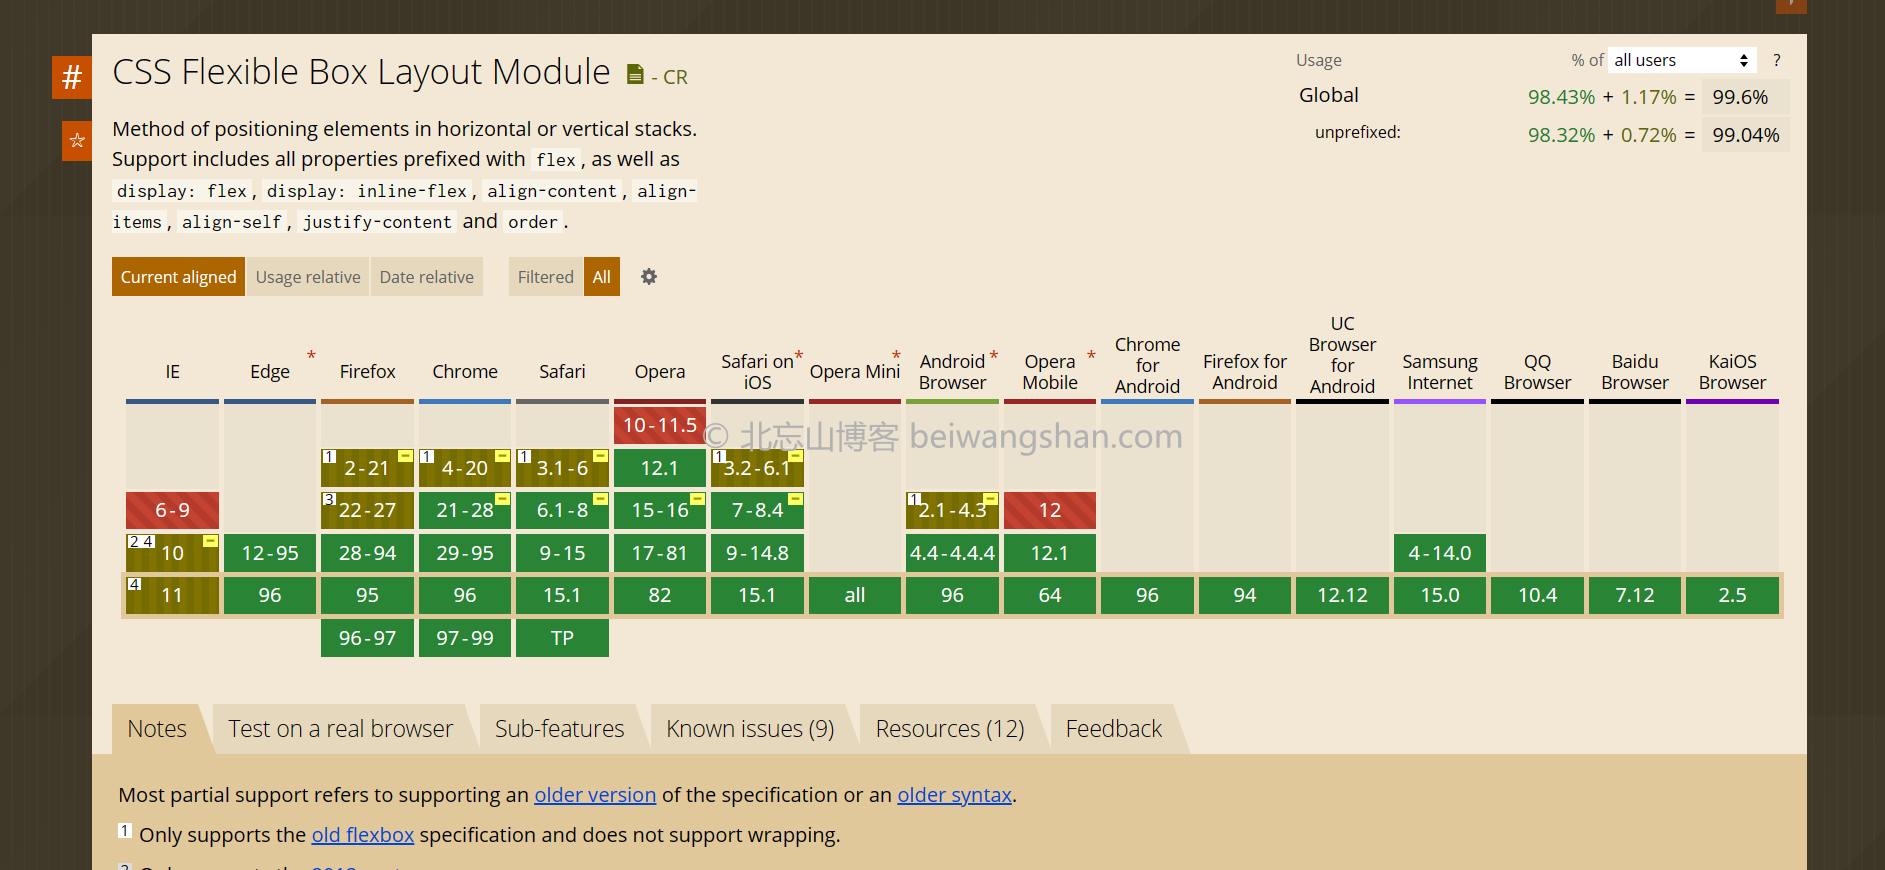 #
CSS Flexible Box Layout Module - CR
Usage % of all users ?
Global 98.43% + 1.17% = 99.6%
unprefixed: 98.32% + 0.72% = 99.04%
Method of positioning elements in horizontal or vertical stacks.
Support includes all properties prefixed with flex, as well as
display: flex, display: inline-flex, align-content, align-
items, align-self, justify-content and order.
Current aligned Usage relative Date relative Filtered All
IE Edge * Firefox Chrome Safari Opera Safari on iOS * Opera Mini * Android Browser * Opera Mobile * Chrome for Android Firefox for Android UC Browser for Android Samsung Internet QQ Browser Baidu Browser KaiOS Browser
10-11.5
© 北忘山博客 beiwangshan.com
1 2-21 1 4-20 1 3.1-6 12.1 1 3.2-6.1
6-9 3 22-27 21-28 6.1-8 15-16 7-8.4 1 2.1-4.3 12
2 4 10 12-95 28-94 29-95 9-15 17-81 9-14.8 4.4-4.4.4 12.1 4-14.0
4 11 96 95 96 15.1 82 15.1 all 96 64 96 94 12.12 15.0 10.4 7.12 2.5
96-97 97-99 TP
Notes Test on a real browser Sub-features Known issues (9) Resources (12) Feedback
Most partial support refers to supporting an older version of the specification or an older syntax.
1 Only supports the old flexbox specification and does not support wrapping.